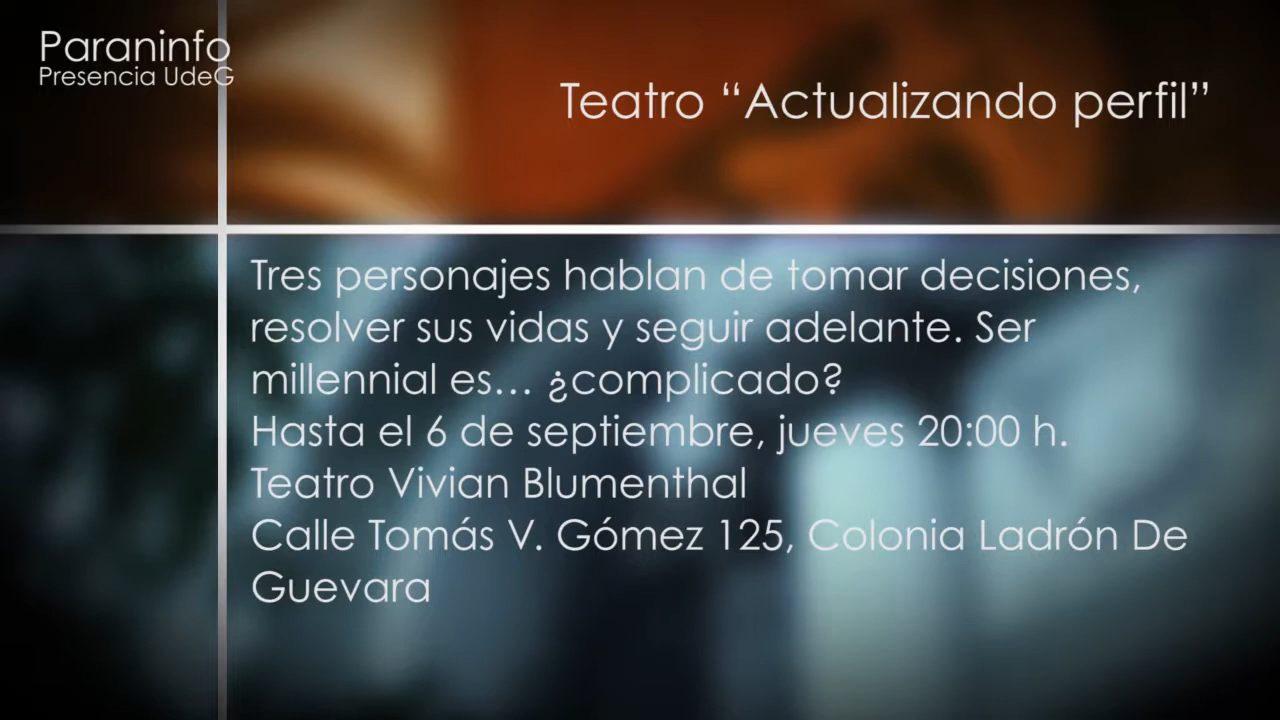 Paraninfo
Presencia UdeG
Teatro “Actualizando perfil”
Tres personajes hablan de tomar decisiones,
resolver sus vidas y seguir adelante. Ser
millennial es... ¿complicado?
Hasta el 6 de septiembre, jueves 20:00 h.
Teatro Vivian Blumenthal
Calle Tomás V. Gómez 125, Colonia Ladrón De
Guevara